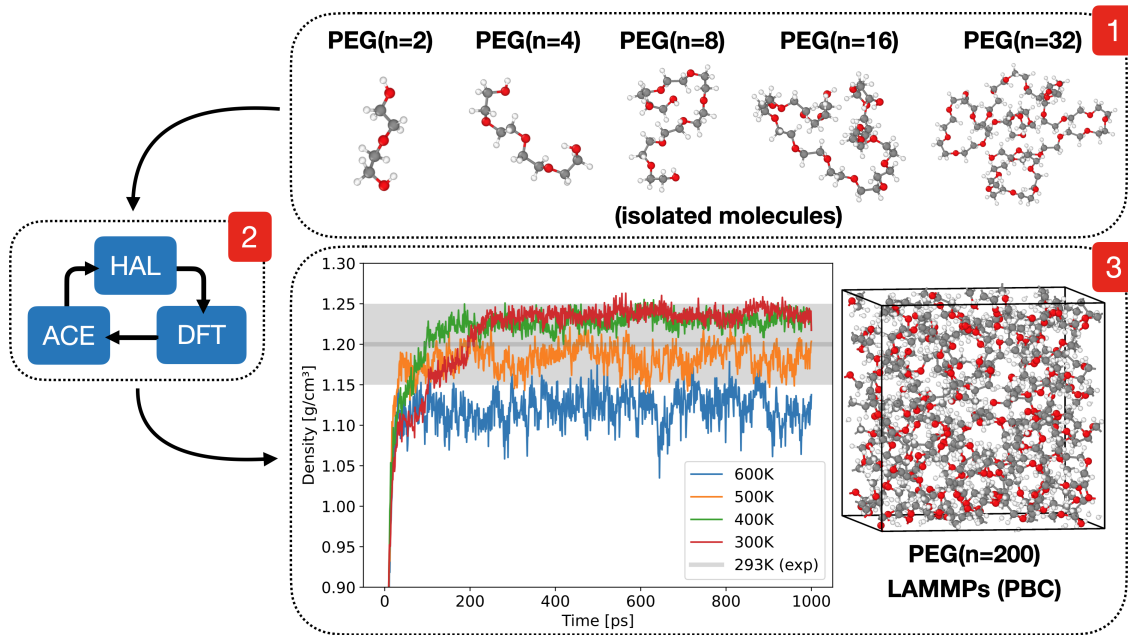 1
PEG(n=2) PEG(n=4) PEG(n=8) PEG(n=16) PEG(n=32)
(isolated molecules)
2
HAL
ACE
DFT
3
1.30
1.25
1.20
1.15
1.10
1.05
1.00
0.95
0.90
Density [g/cm³]
0 200 400 600 800 1000
Time [ps]
600K
500K
400K
300K
293K (exp)
PEG(n=200)
LAMMPs (PBC)